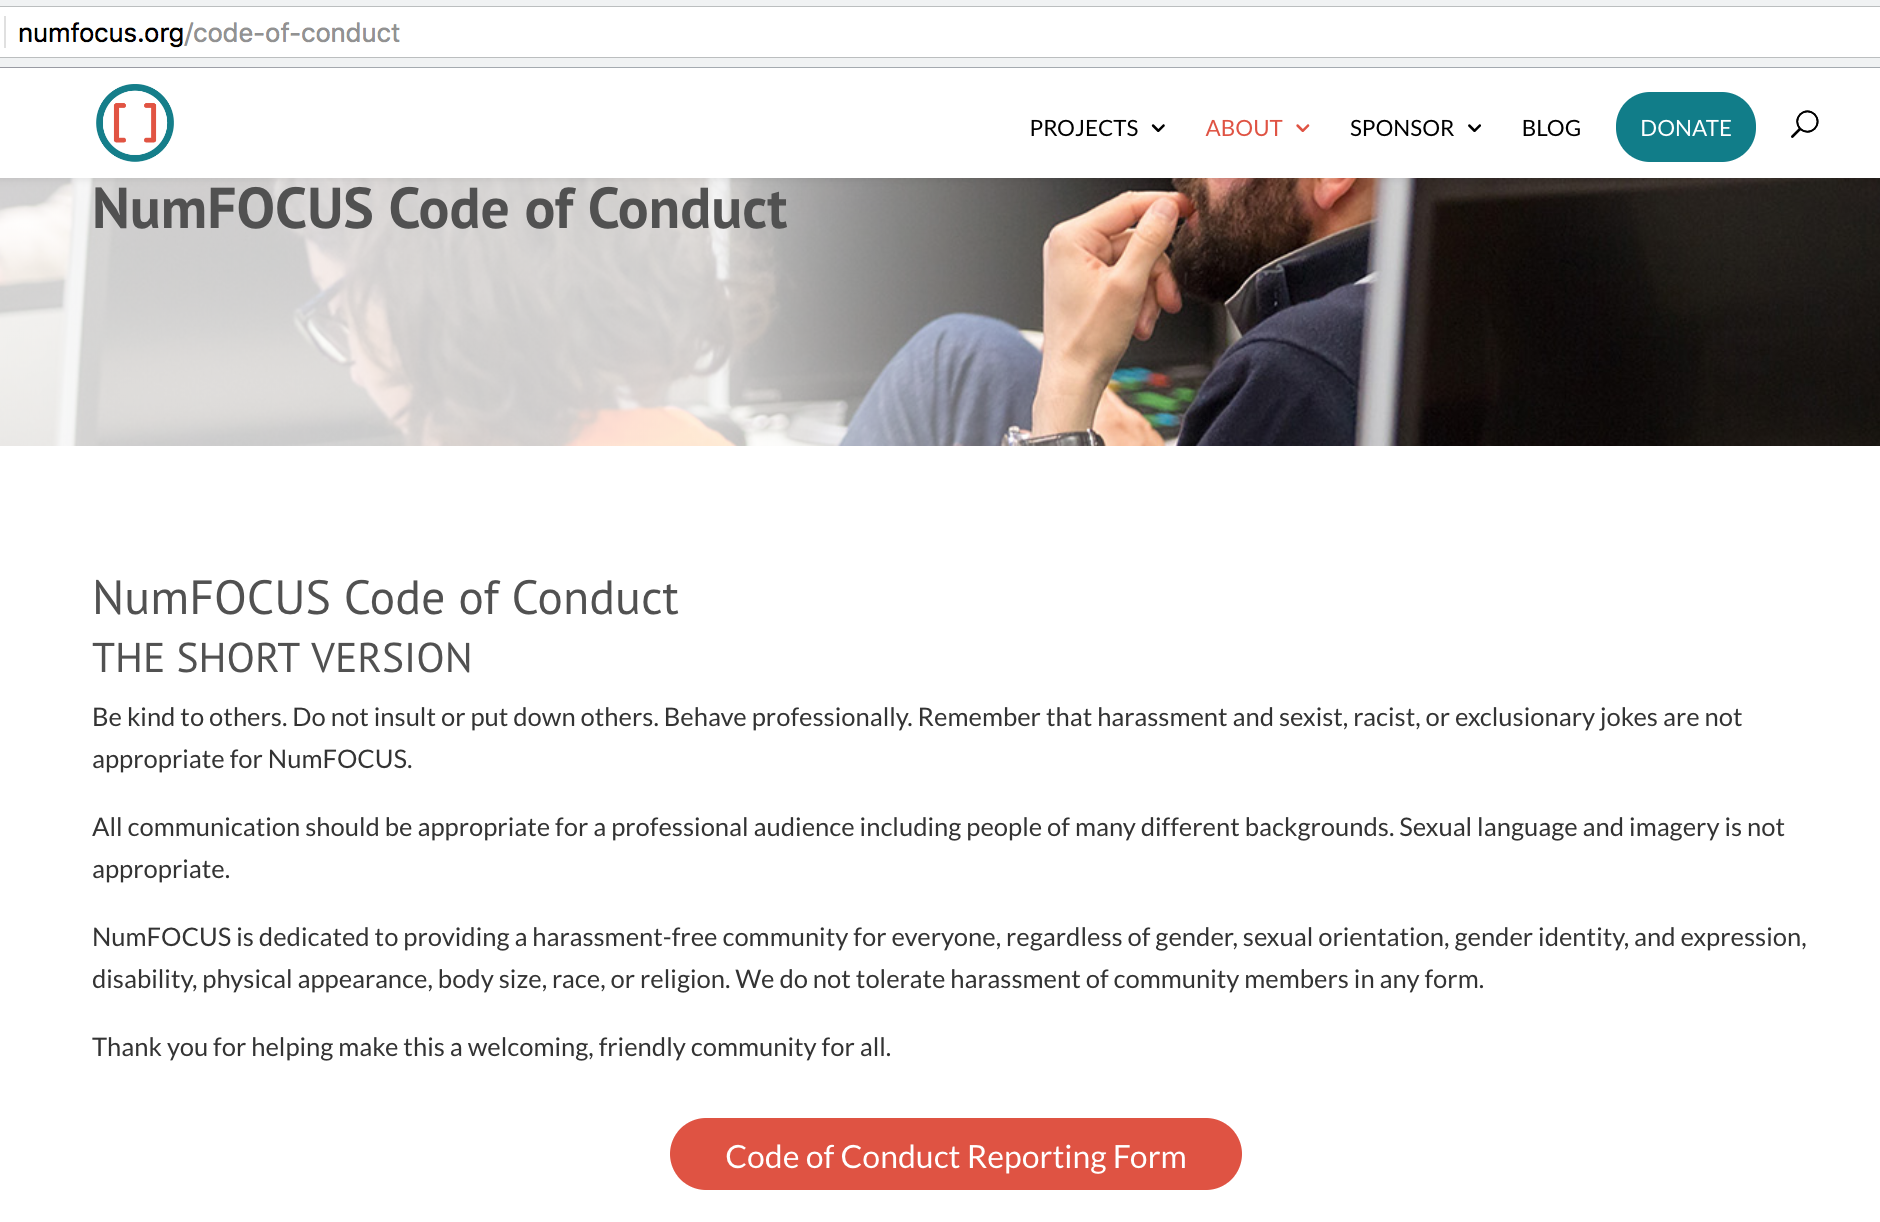 numfocus.org/code-of-conduct
[ ]
PROJECTS ABOUT SPONSOR BLOG DONATE
NumFOCUS Code of Conduct
NumFOCUS Code of Conduct
THE SHORT VERSION
Be kind to others. Do not insult or put down others. Behave professionally. Remember that harassment and sexist, racist, or exclusionary jokes are not
appropriate for NumFOCUS.
All communication should be appropriate for a professional audience including people of many different backgrounds. Sexual language and imagery is not
appropriate.
NumFOCUS is dedicated to providing a harassment-free community for everyone, regardless of gender, sexual orientation, gender identity, and expression,
disability, physical appearance, body size, race, or religion. We do not tolerate harassment of community members in any form.
Thank you for helping make this a welcoming, friendly community for all.
Code of Conduct Reporting Form